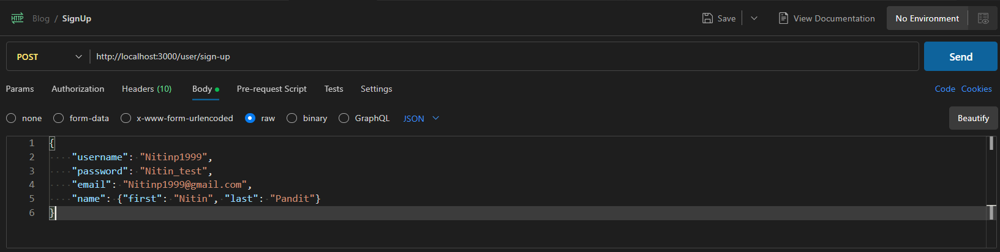 HTTP Blog / SignUp Save View Documentation No Environment
POST http://localhost:3000/user/sign-up Send
Params Authorization Headers (10) Body Pre-request Script Tests Settings Code Cookies
none form-data x-www-form-urlencoded raw binary GraphQL JSON Beautify
1 {
2 "username": "Nitinp1999",
3 "password": "Nitin_test",
4 "email": "Nitinp1999@gmail.com",
5 "name": {"first": "Nitin", "last": "Pandit"}
6 }